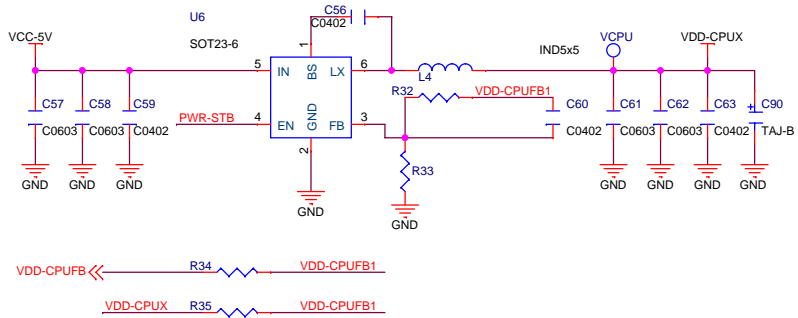 U6
C56
C0402
VCC-5V
SOT23-6
1
IND5x5
VCPU
VDD-CPUX
5
IN
BS
LX
6
L4
R32
VDD-CPUFB1
C57
C58
C59
C60
C61
C62
C63
C90
PWR-STB
4
EN
GND
FB
3
C0603
C0603
C0402
C0402
C0603
C0603
C0402
TAJ-B
2
R33
GND
GND
GND
GND
GND
GND
GND
GND
GND
VDD-CPUFB
R34
VDD-CPUFB1
VDD-CPUX
R35
VDD-CPUFB1